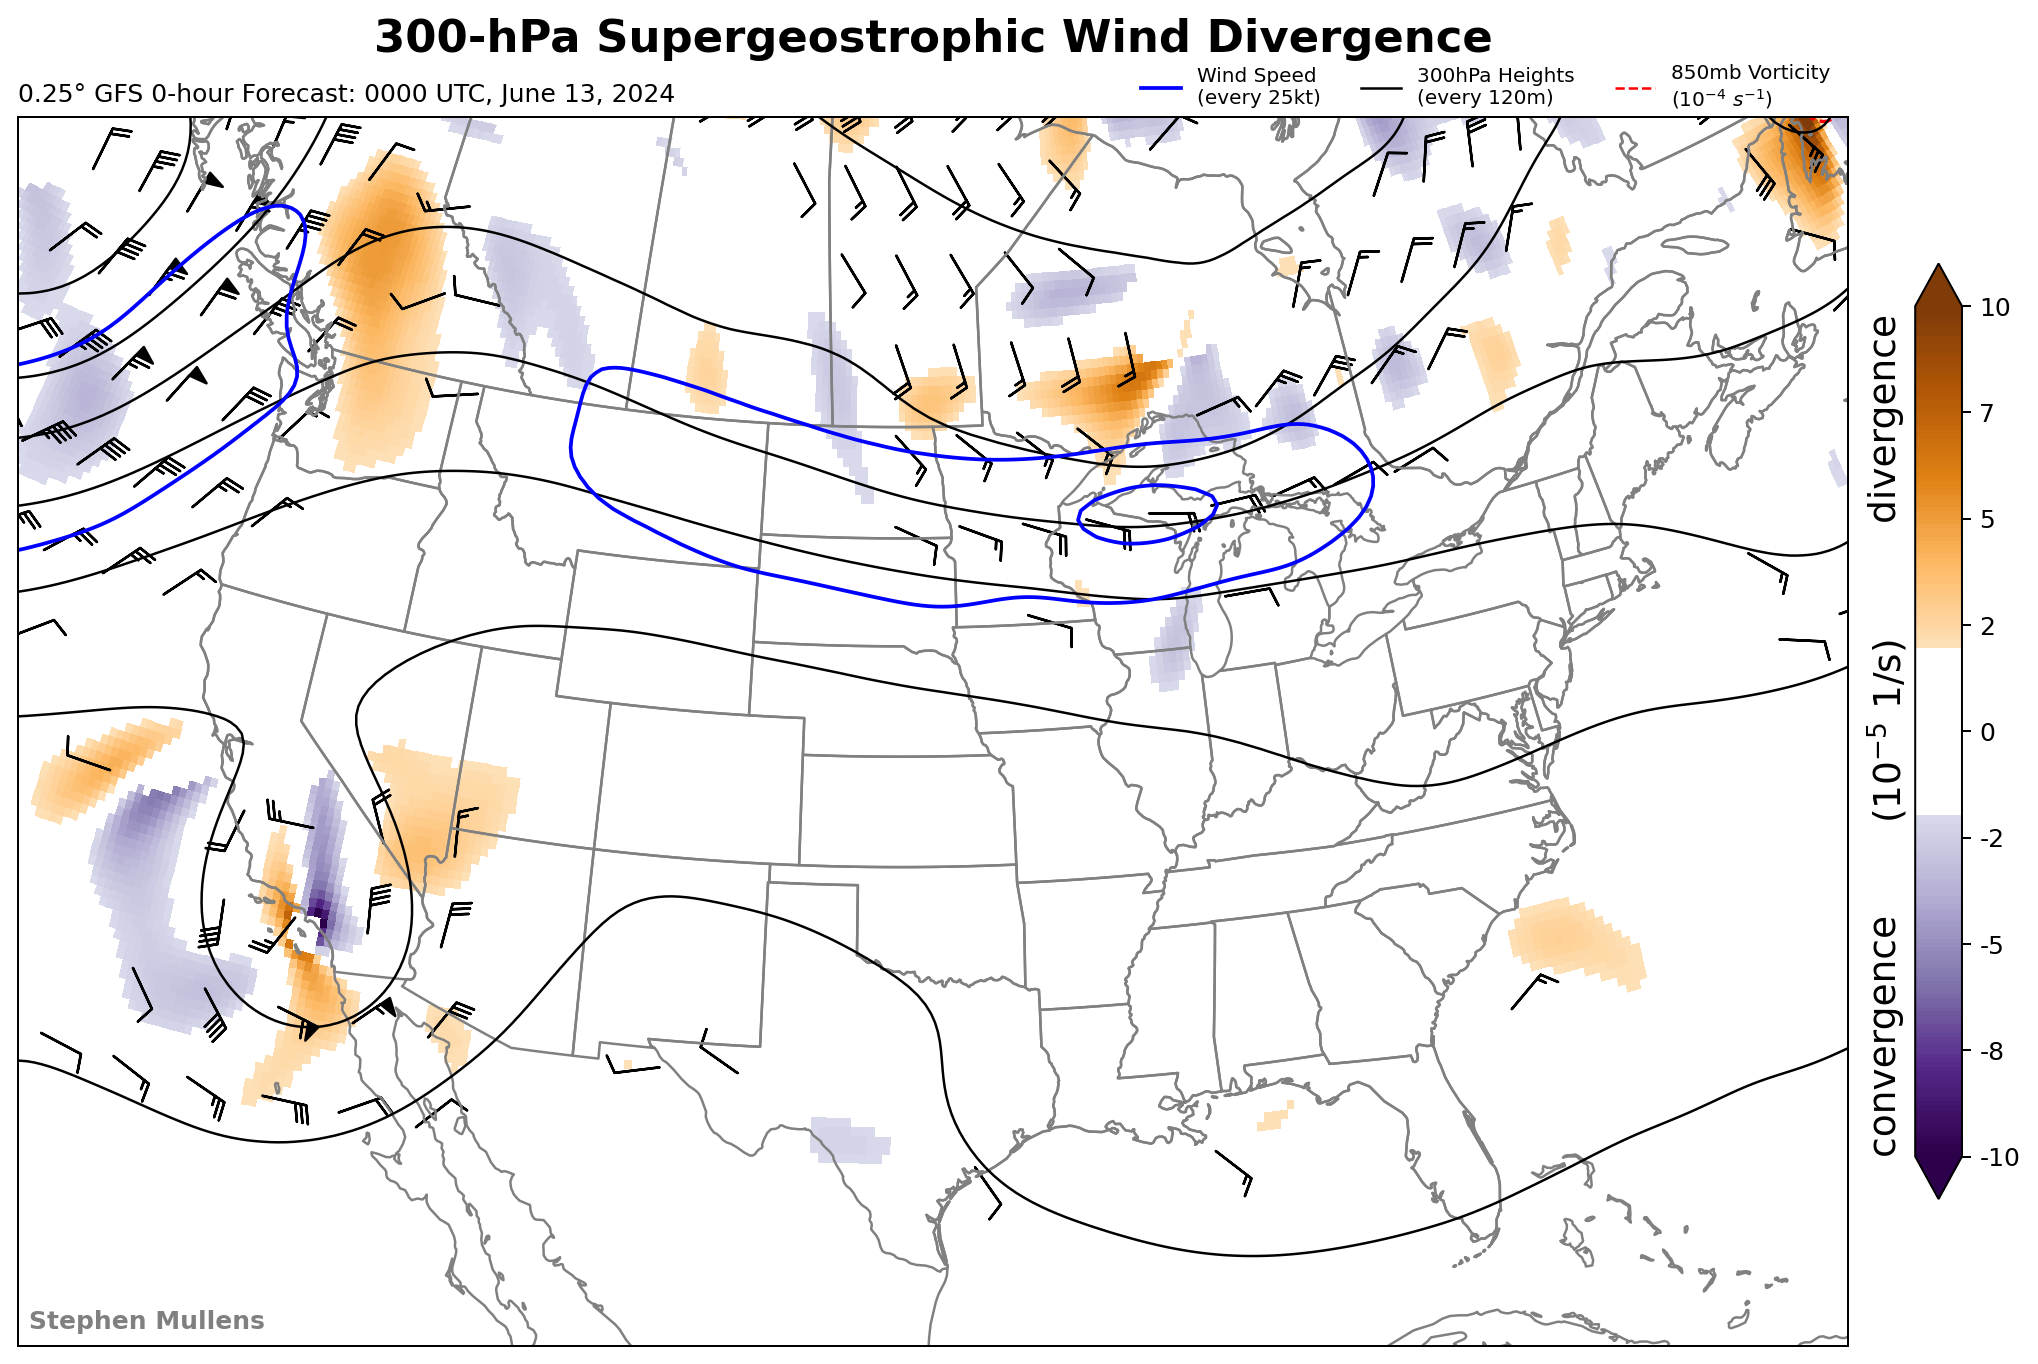 300-hPa Supergeostrophic Wind Divergence
0.25° GFS 0-hour Forecast: 0000 UTC, June 13, 2024
Wind Speed
(every 25kt)
300hPa Heights
(every 120m)
850mb Vorticity
(10⁻⁴ s⁻¹)
10
7
5
2
0
-2
-5
-8
-10
convergence (10⁻⁵ 1/s) divergence
Stephen Mullens